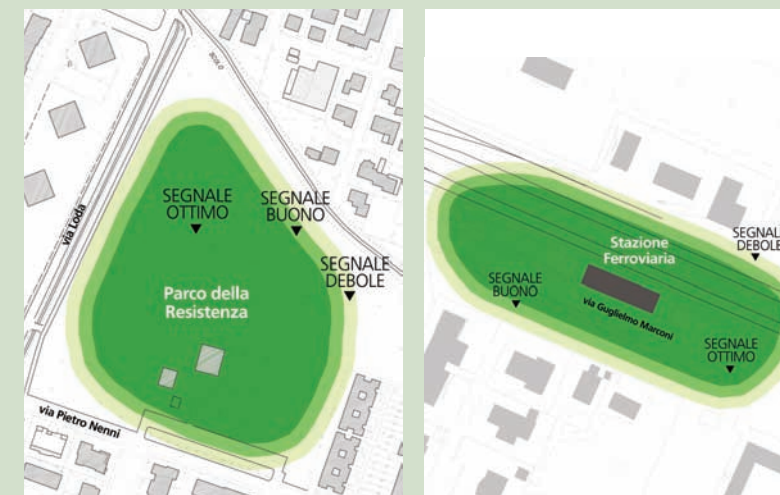 SEGNALE
OTTIMO
SEGNALE
BUONO
SEGNALE
DEBOLE
via Loda
Parco della
Resistenza
via Pietro Nenni
SEGNALE
DEBOLE
Stazione
Ferroviaria
SEGNALE
BUONO
via Guglielmo Marconi
SEGNALE
OTTIMO